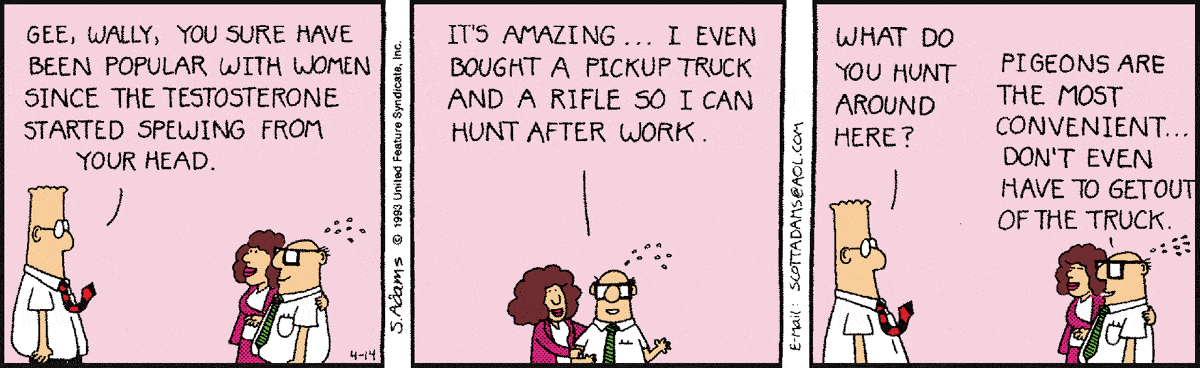 GEE, WALLY, YOU SURE HAVE
BEEN POPULAR WITH WOMEN
SINCE THE TESTOSTERONE
STARTED SPEWING FROM
YOUR HEAD.
4-14
S.Adams © 1993 United Feature Syndicate, Inc.
IT'S AMAZING... I EVEN
BOUGHT A PICKUP TRUCK
AND A RIFLE SO I CAN
HUNT AFTER WORK.
E-Mail: SCOTTADAMS@AOL.COM
WHAT DO
YOU HUNT
AROUND
HERE?
PIGEONS ARE
THE MOST
CONVENIENT...
DON'T EVEN
HAVE TO GET OUT
OF THE TRUCK.